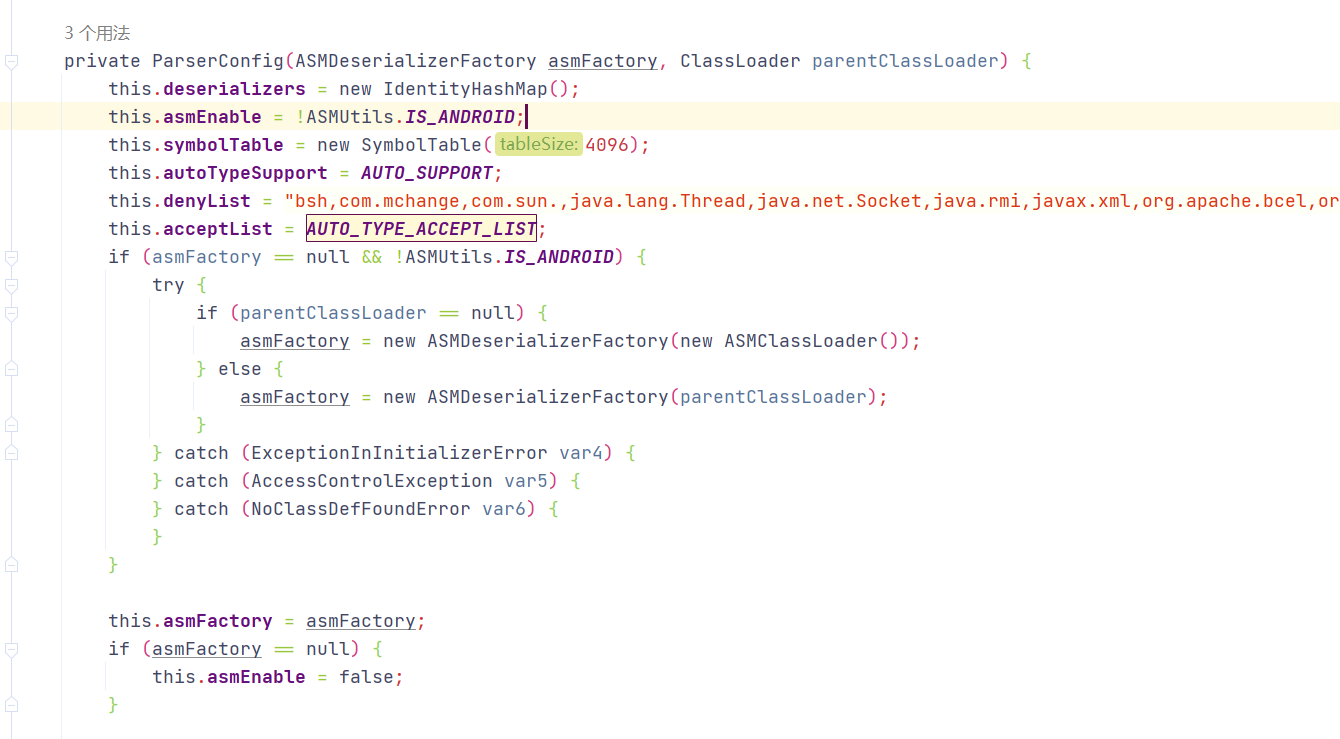 3 个用法
private ParserConfig(ASMDeserializerFactory asmFactory, ClassLoader parentClassLoader) {
this.deserializers = new IdentityHashMap();
this.asmEnable = !ASMUtils.IS_ANDROID;
this.symbolTable = new SymbolTable( tableSize: 4096);
this.autoTypeSupport = AUTO_SUPPORT;
this.denyList = "bsh,com.mchange,com.sun.,java.lang.Thread,java.net.Socket,java.rmi,javax.xml,org.apache.bcel,or
this.acceptList = AUTO_TYPE_ACCEPT_LIST;
if (asmFactory == null && !ASMUtils.IS_ANDROID) {
try {
if (parentClassLoader == null) {
asmFactory = new ASMDeserializerFactory(new ASMClassLoader());
} else {
asmFactory = new ASMDeserializerFactory(parentClassLoader);
}
} catch (ExceptionInInitializerError var4) {
} catch (AccessControlException var5) {
} catch (NoClassDefFoundError var6) {
}
}
this.asmFactory = asmFactory;
if (asmFactory == null) {
this.asmEnable = false;
}